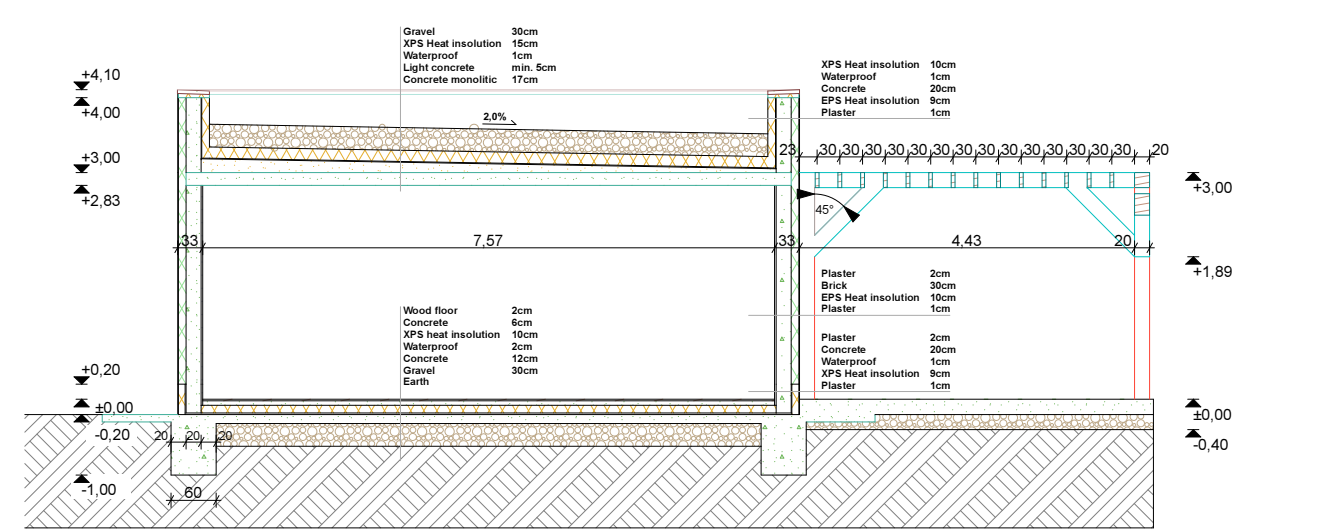 Gravel 30cm
XPS Heat insolution 15cm
Waterproof 1cm
Light concrete min. 5cm
Concrete monolitic 17cm
XPS Heat insolution 10cm
Waterproof 1cm
Concrete 20cm
EPS Heat insolution 9cm
Plaster 1cm
+4,10
+4,00
2,0%
+3,00
23 30 30 30 30 30 30 30 30 30 30 30 30 30 30 20
+2,83
+3,00
45°
33 7,57 33 4,43 20
+1,89
Plaster 2cm
Brick 30cm
EPS Heat insolution 10cm
Plaster 1cm
Wood floor 2cm
Concrete 6cm
XPS heat insolution 10cm
Waterproof 2cm
Concrete 12cm
Gravel 30cm
Earth
Plaster 2cm
Concrete 20cm
Waterproof 1cm
XPS Heat insolution 9cm
Plaster 1cm
+0,20
±0,00
±0,00
-0,20
20 20 20
-0,40
-1,00
60